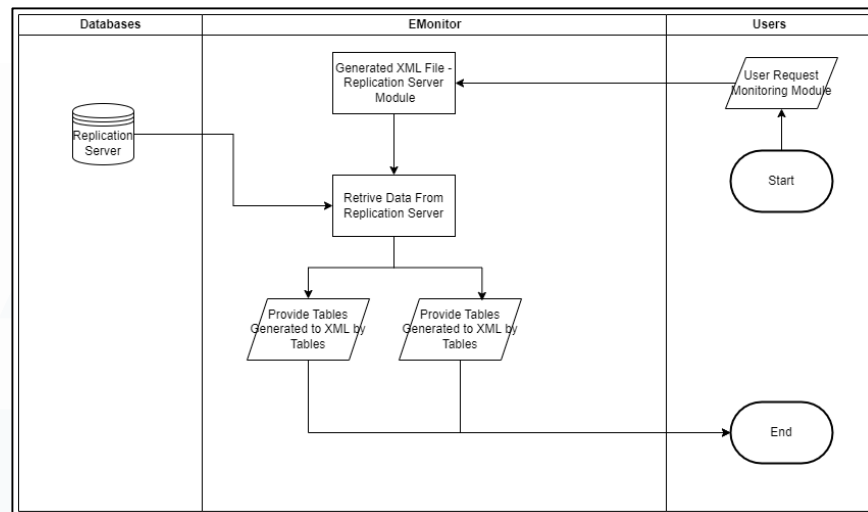 Databases
EMonitor
Users
Generated XML File -
Replication Server
Module
User Request
Monitoring Module
Replication
Server
Start
Retrive Data From
Replication Server
Provide Tables
Generated to XML by
Tables
Provide Tables
Generated to XML by
Tables
End